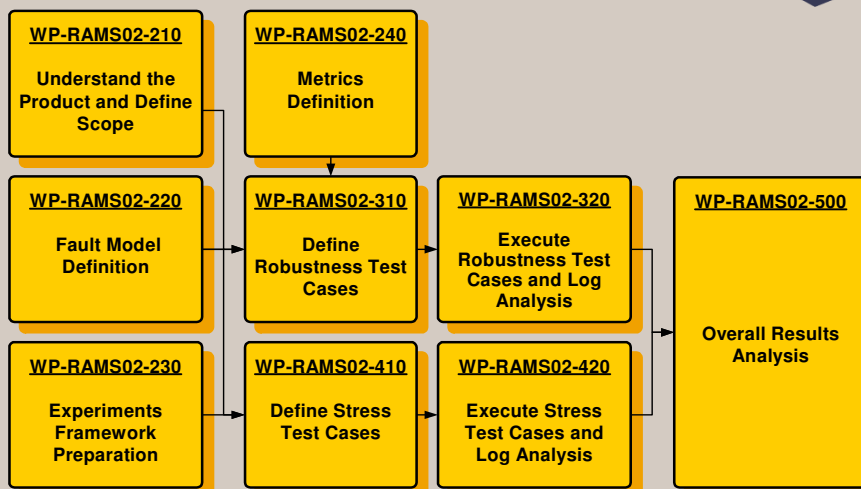 WP-RAMS02-210
Understand the
Product and Define
Scope
WP-RAMS02-240
Metrics
Definition
WP-RAMS02-220
Fault Model
Definition
WP-RAMS02-310
Define
Robustness Test
Cases
WP-RAMS02-320
Execute
Robustness Test
Cases and Log
Analysis
WP-RAMS02-500
Overall Results
Analysis
WP-RAMS02-230
Experiments
Framework
Preparation
WP-RAMS02-410
Define Stress
Test Cases
WP-RAMS02-420
Execute Stress
Test Cases and
Log Analysis